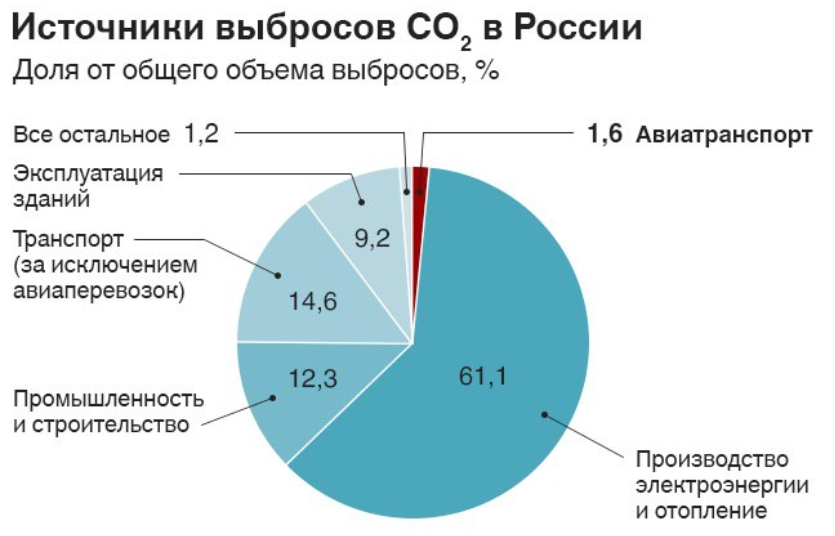 Источники выбросов CO₂ в России
Доля от общего объема выбросов, %
Все остальное 1,2
1,6 Авиатранспорт
Эксплуатация
зданий
9,2
Транспорт
(за исключением
авиаперевозок)
14,6
Промышленность
и строительство
12,3
61,1
Производство
электроэнергии
и отопление